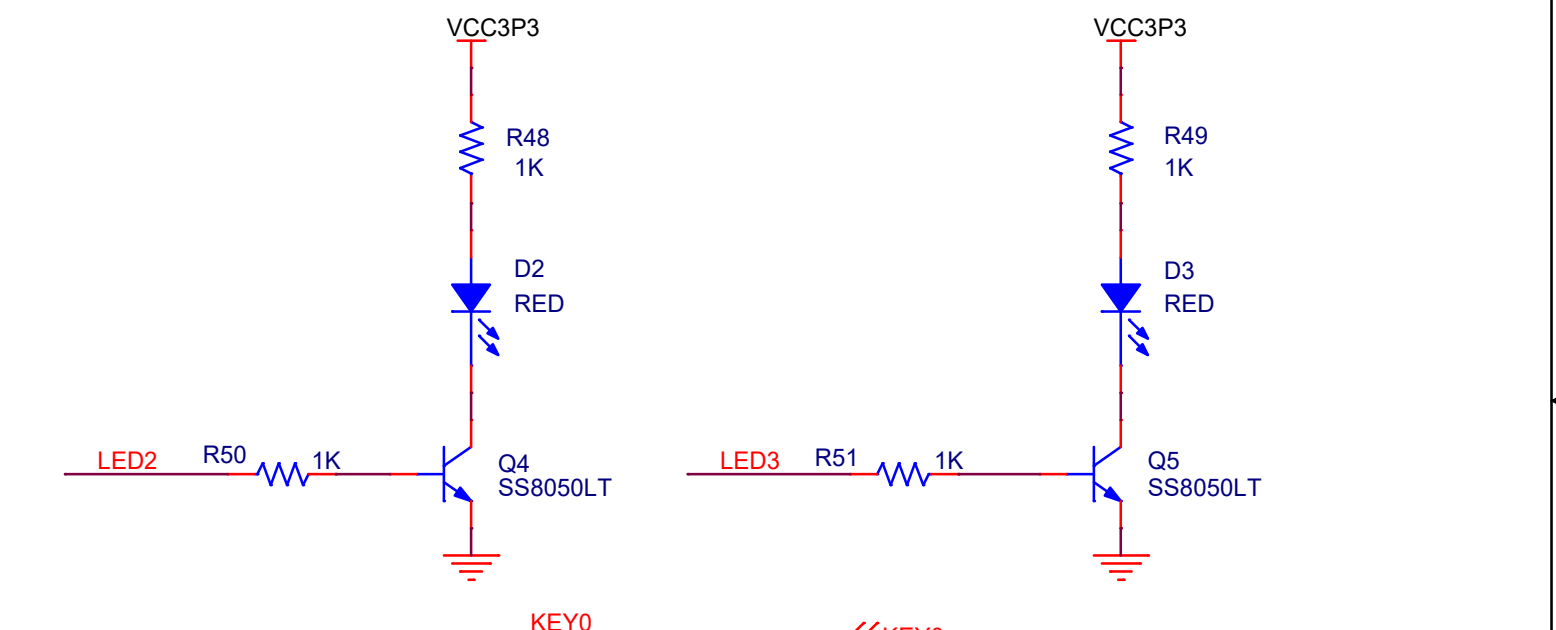 VCC3P3
VCC3P3
R48
1K
R49
1K
D2
RED
D3
RED
LED2
R50
1K
Q4
SS8050LT
LED3
R51
1K
Q5
SS8050LT
KEY0